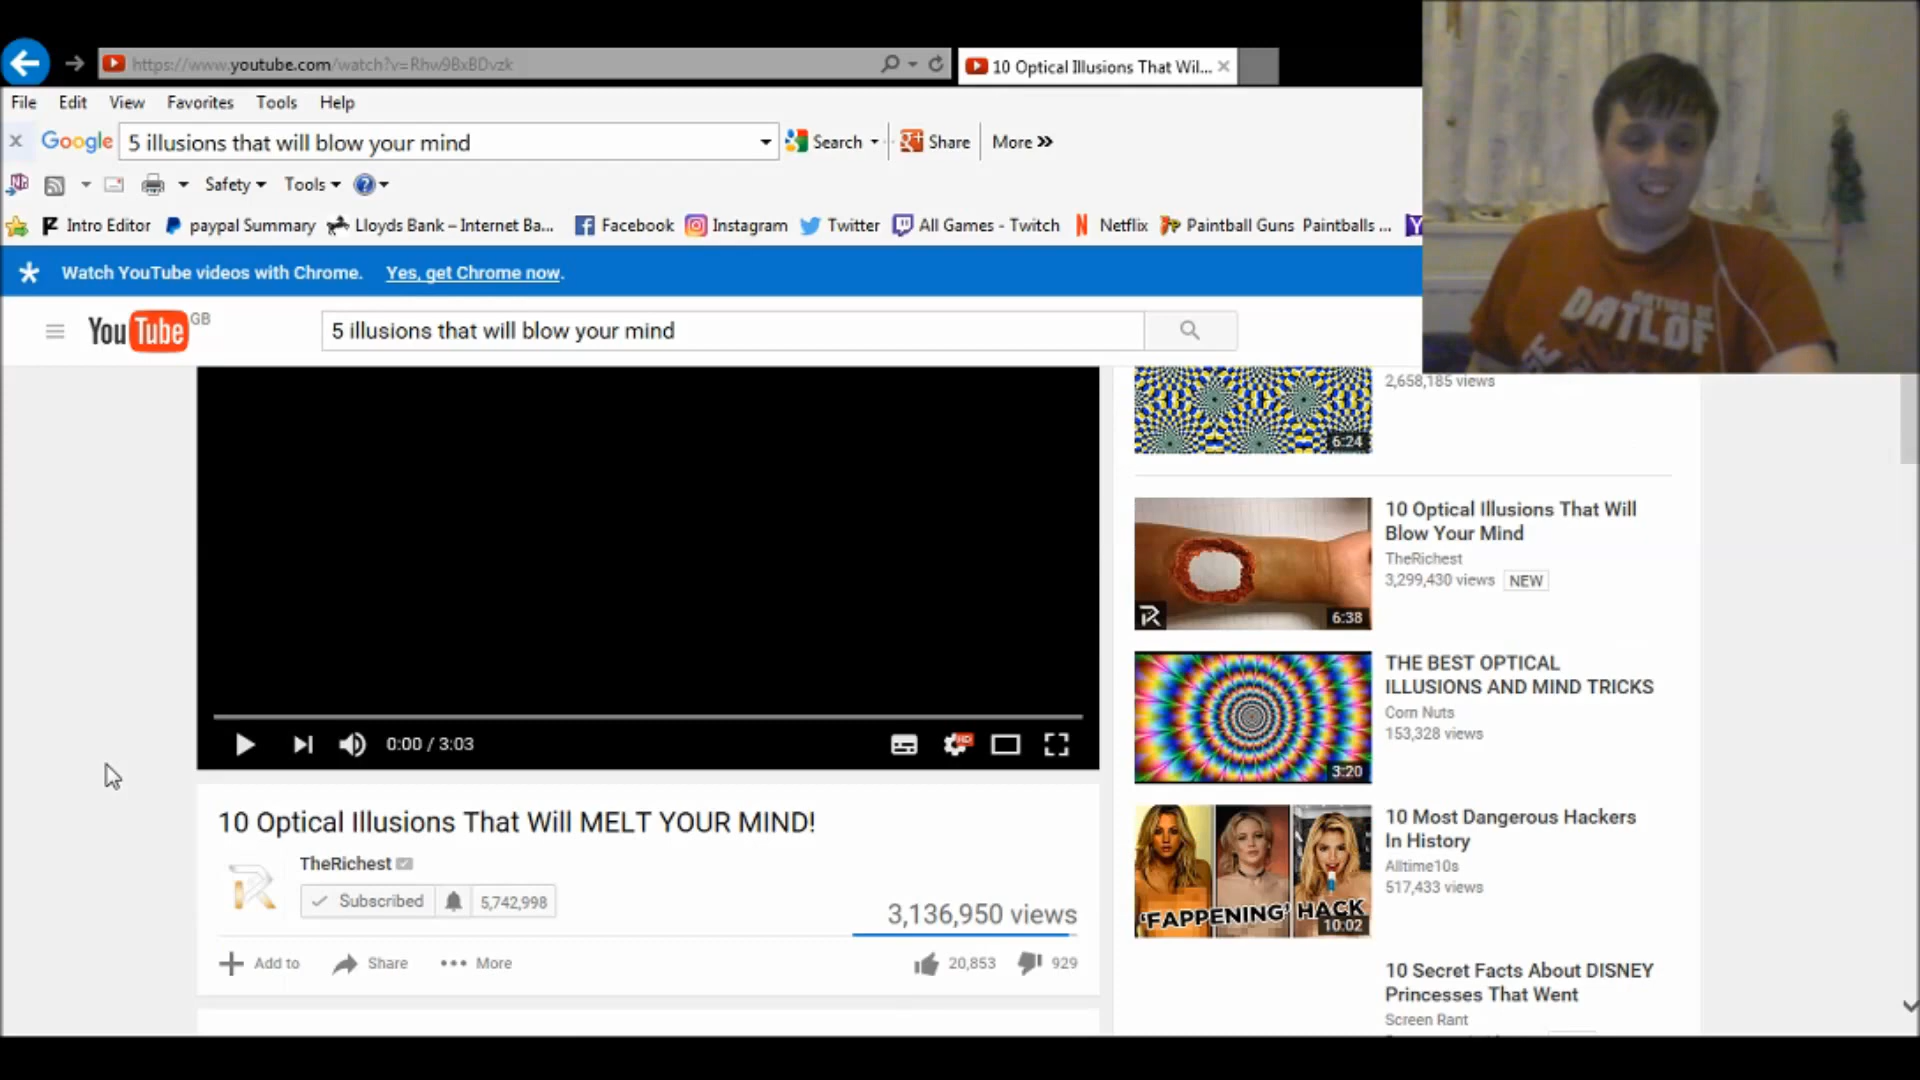 https://www.youtube.com/watch?v=Rhw9BxBDvzk
10 Optical Illusions That Wil...
File Edit View Favorites Tools Help
Google 5 illusions that will blow your mind Search Share More
Safety Tools
Intro Editor paypal Summary Lloyds Bank – Internet Ba... Facebook Instagram Twitter All Games - Twitch Netflix Paintball Guns Paintballs ...
Watch YouTube videos with Chrome. Yes, get Chrome now.
YouTube GB
5 illusions that will blow your mind
DATLOF
2,658,185 views
6:24
10 Optical Illusions That Will
Blow Your Mind
TheRichest
3,299,430 views NEW
6:38
THE BEST OPTICAL
ILLUSIONS AND MIND TRICKS
Corn Nuts
153,328 views
3:20
0:00 / 3:03
HD
10 Optical Illusions That Will MELT YOUR MIND!
TheRichest
Subscribed 5,742,998
3,136,950 views
Add to Share More 20,853 929
10 Most Dangerous Hackers
In History
Alltime10s
517,433 views
'FAPPENING' HACK
10:02
10 Secret Facts About DISNEY
Princesses That Went
Screen Rant